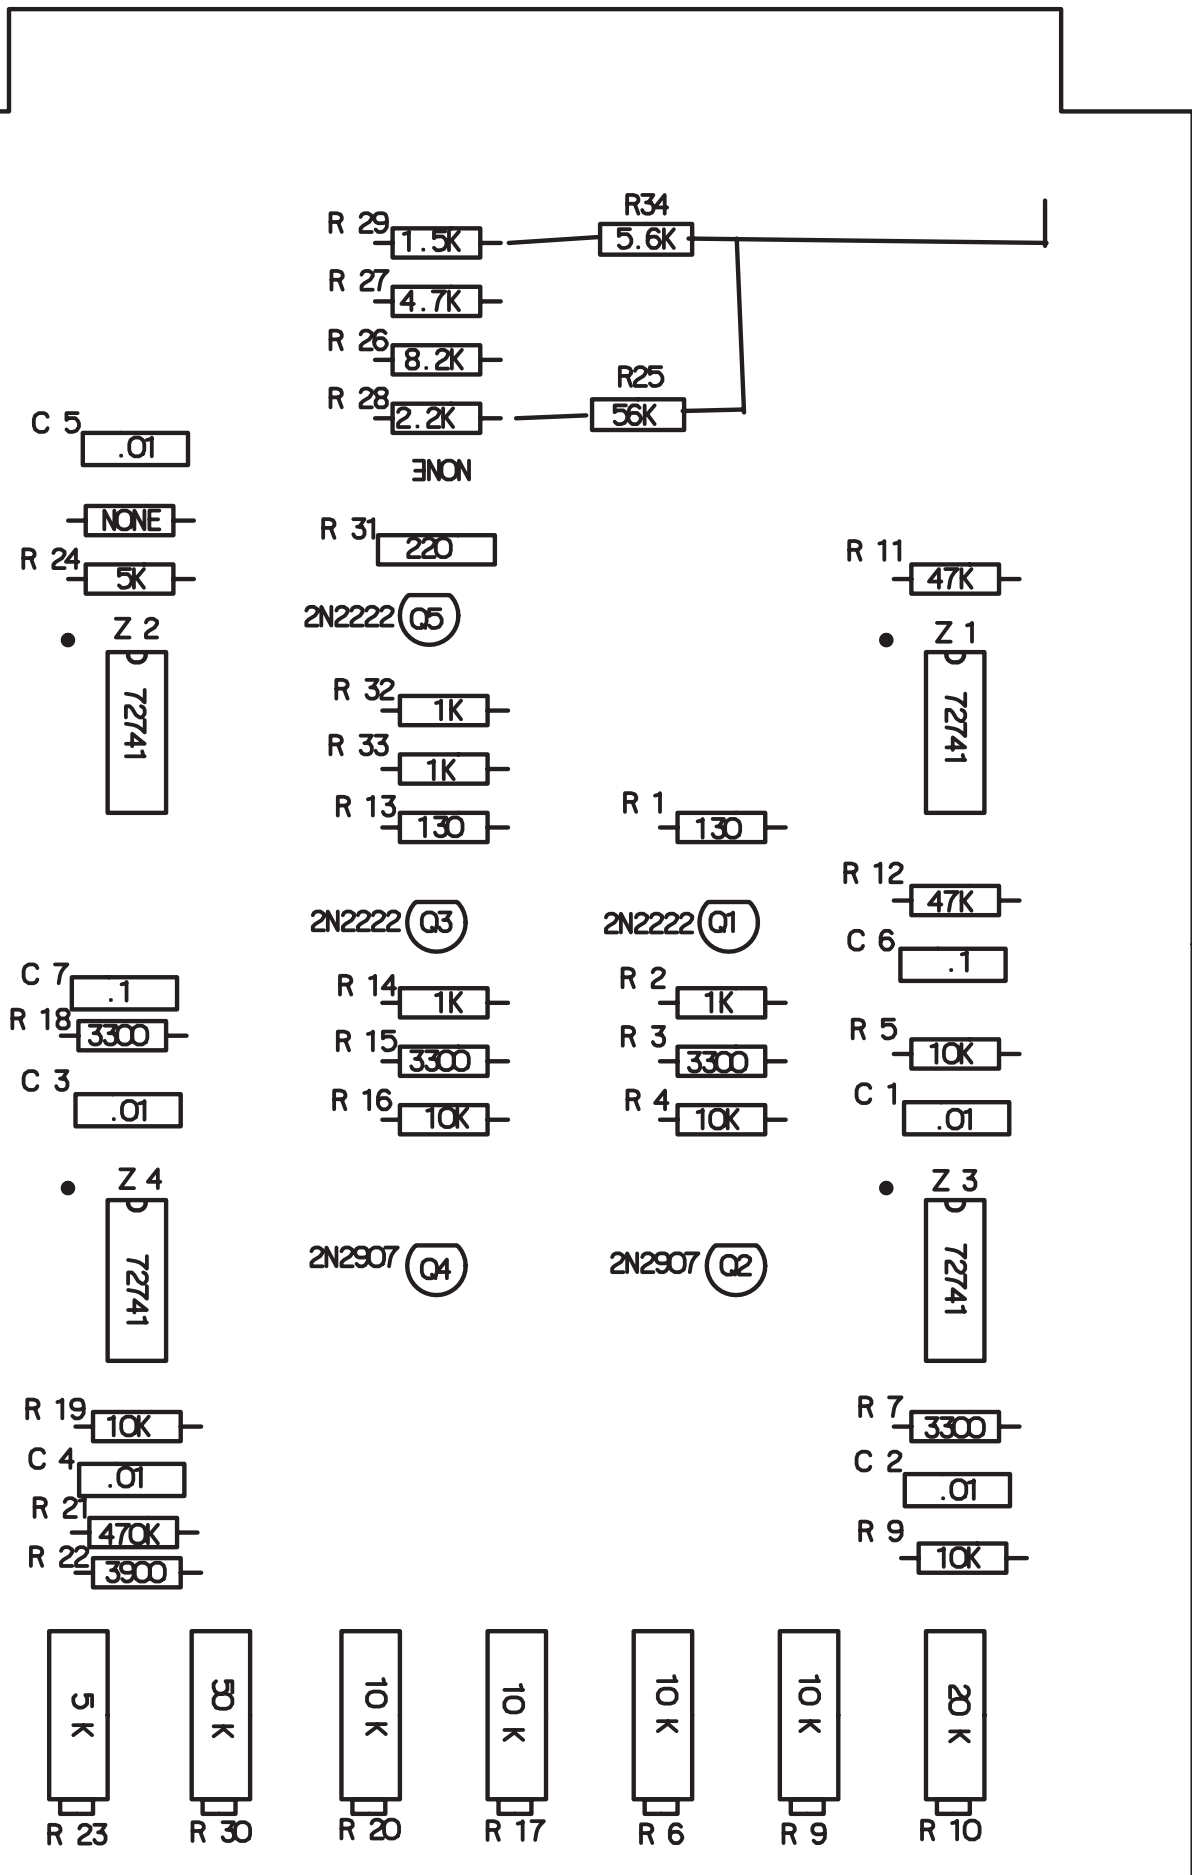 R34
R 29
1.5K
5.6K
R 27
4.7K
R 26
8.2K
R25
R 28
2.2K
56K
C 5
.01
NONE
NONE
R 31
220
R 24
5K
R 11
47K
2N2222
Q5
Z 2
72741
Z 1
72741
R 32
1K
R 33
1K
R 13
130
R 1
130
R 12
47K
2N2222
Q3
2N2222
Q1
C 6
.1
C 7
.1
R 14
1K
R 2
1K
R 18
3300
R 15
3300
R 3
3300
R 5
10K
C 3
.01
R 16
10K
R 4
10K
C 1
.01
Z 4
72741
Z 3
72741
2N2907
Q4
2N2907
Q2
R 19
10K
R 7
3300
C 4
.01
C 2
.01
R 21
470K
R 9
10K
R 22
3900
5 K
50 K
10 K
10 K
10 K
10 K
20 K
R 23
R 30
R 20
R 17
R 6
R 9
R 10